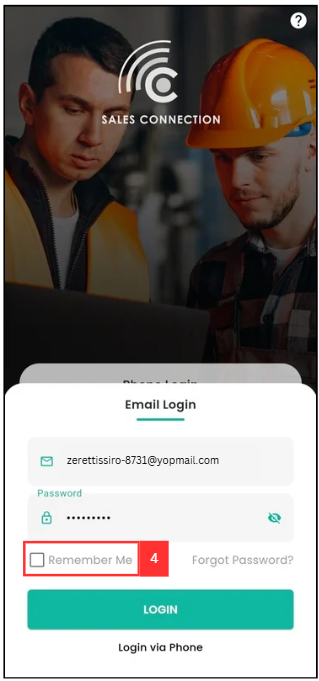 ?
SALES CONNECTION
Phone Login
Email Login
zerettissiro-8731@yopmail.com
Password
•••••••••
Remember Me 4 Forgot Password?
LOGIN
Login via Phone